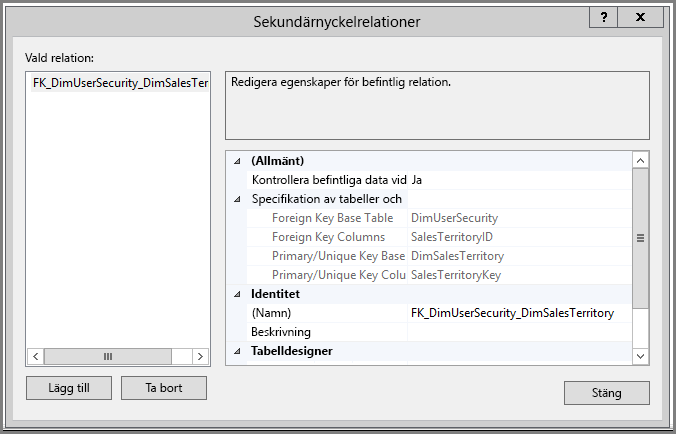 Sekundärnyckelrelationer
? X
Vald relation:
FK_DimUserSecurity_DimSalesTer
Redigera egenskaper för befintlig relation.
(Allmänt)
Kontrollera befintliga data vid Ja
Specifikation av tabeller och
Foreign Key Base Table DimUserSecurity
Foreign Key Columns SalesTerritoryID
Primary/Unique Key Base DimSalesTerritory
Primary/Unique Key Colu SalesTerritoryKey
Identitet
(Namn) FK_DimUserSecurity_DimSalesTerritory
Beskrivning
Tabelldesigner
Lägg till Ta bort
Stäng